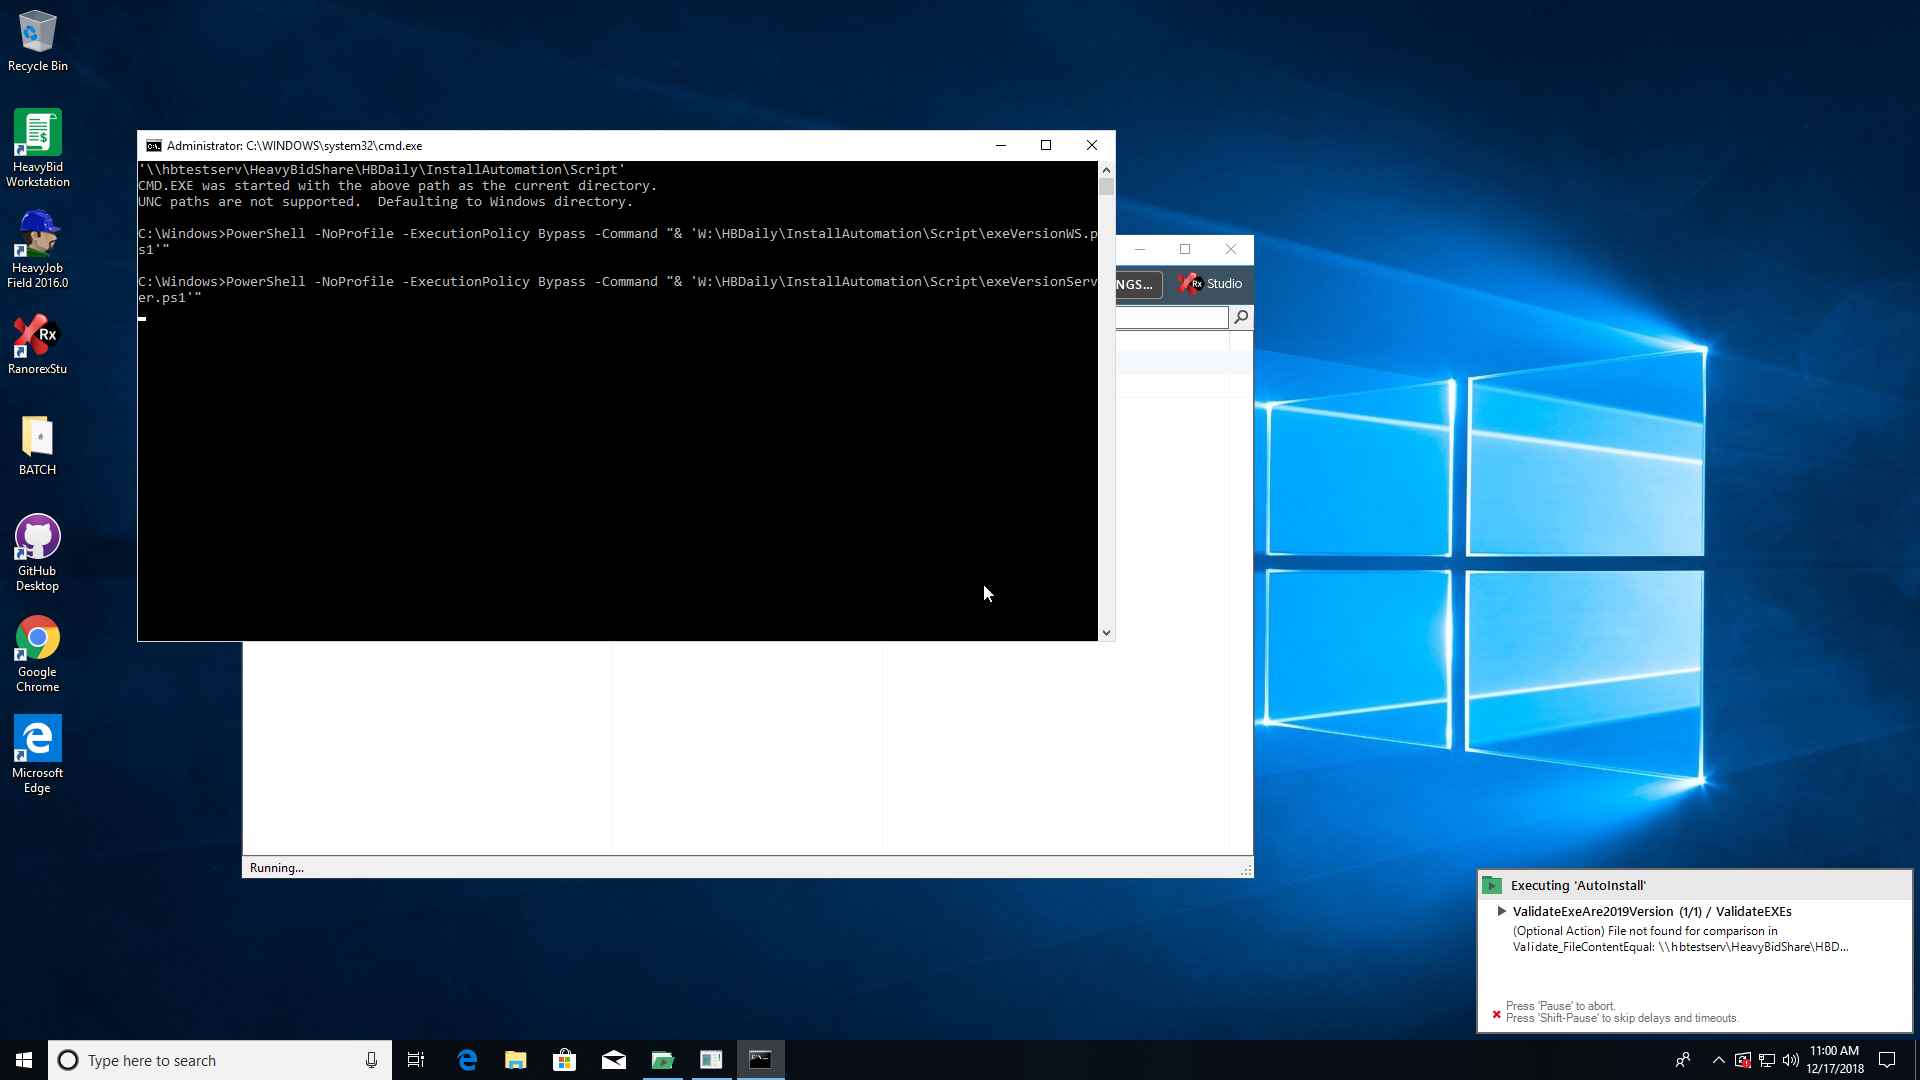 Recycle Bin
HeavyBid
Workstation
HeavyJob
Field 2016.0
Rx
RanorexStu
BATCH
GitHub
Desktop
Google
Chrome
Microsoft
Edge
Administrator: C:\WINDOWS\system32\cmd.exe
'\\hbtestserv\HeavyBidShare\HBDaily\InstallAutomation\Script'
CMD.EXE was started with the above path as the current directory.
UNC paths are not supported.  Defaulting to Windows directory.
C:\Windows>PowerShell -NoProfile -ExecutionPolicy Bypass -Command "& 'W:\HBDaily\InstallAutomation\Script\exeVersionWS.p
s1'"
C:\Windows>PowerShell -NoProfile -ExecutionPolicy Bypass -Command "& 'W:\HBDaily\InstallAutomation\Script\exeVersionServ
er.ps1'"
NGS...
Rx Studio
Running...
Executing 'AutoInstall'
ValidateExeAre2019Version (1/1) / ValidateEXEs
(Optional Action) File not found for comparison in
Validate_FileContentEqual: \\hbtestserv\HeavyBidShare\HBD...
Press 'Pause' to abort.
Press 'Shift-Pause' to skip delays and timeouts.
Type here to search
11:00 AM
12/17/2018